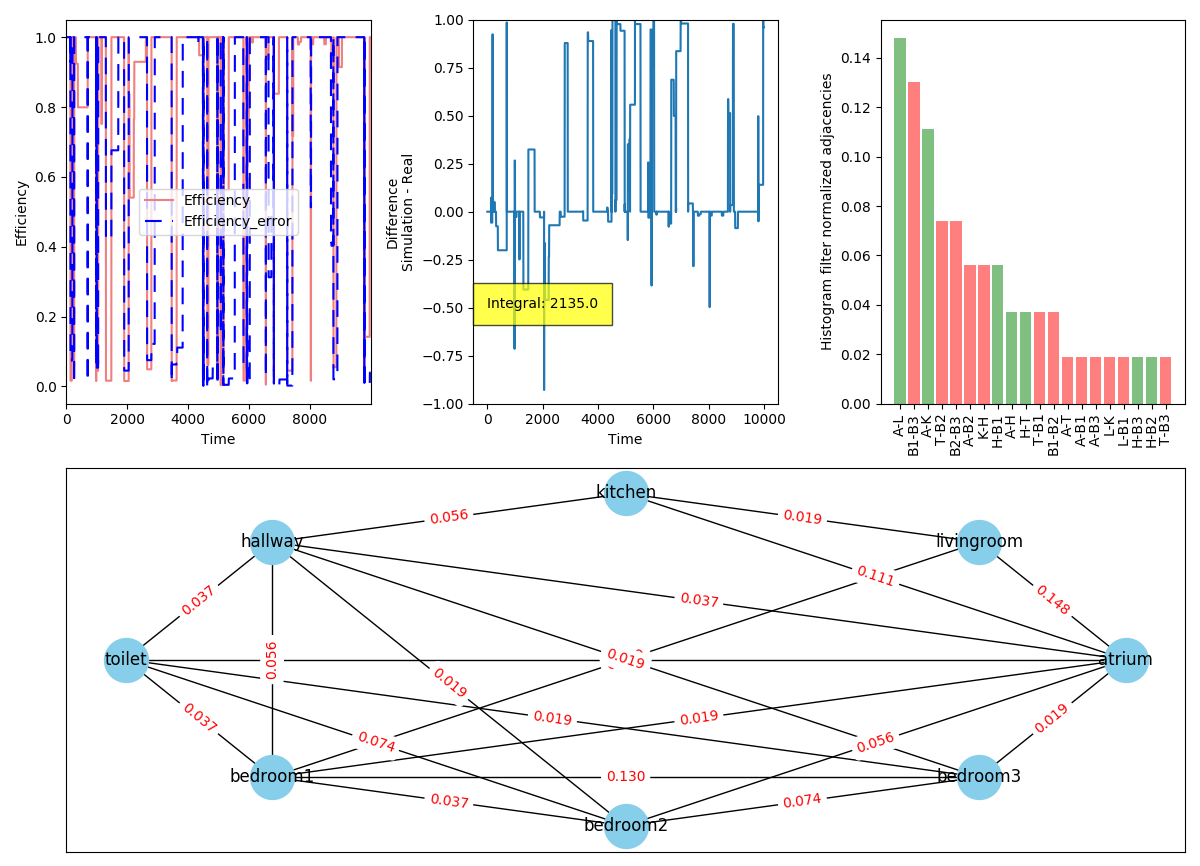 Efficiency
1.0
0.8
0.6
0.4
0.2
0.0
0
2000
4000
6000
8000
Time
Efficiency
Efficiency_error
Difference
Simulation - Real
1.00
0.75
0.50
0.25
0.00
−0.25
−0.50
−0.75
−1.00
0
2000
4000
6000
8000
10000
Time
Integral: 2135.0
Histogram filter normalized adjacencies
0.14
0.12
0.10
0.08
0.06
0.04
0.02
0.00
A-L
B1-B3
A-K
T-B2
B2-B3
A-B2
K-H
H-B1
A-H
H-T
T-B1
B1-B2
A-T
A-B1
A-B3
L-K
L-B1
H-B3
H-B2
T-B3
kitchen
hallway
livingroom
toilet
atrium
bedroom1
bedroom3
bedroom2
0.056
0.019
0.111
0.037
0.037
0.148
0.056
0.019
0.019
0.037
0.019
0.019
0.019
0.074
0.056
0.130
0.037
0.074